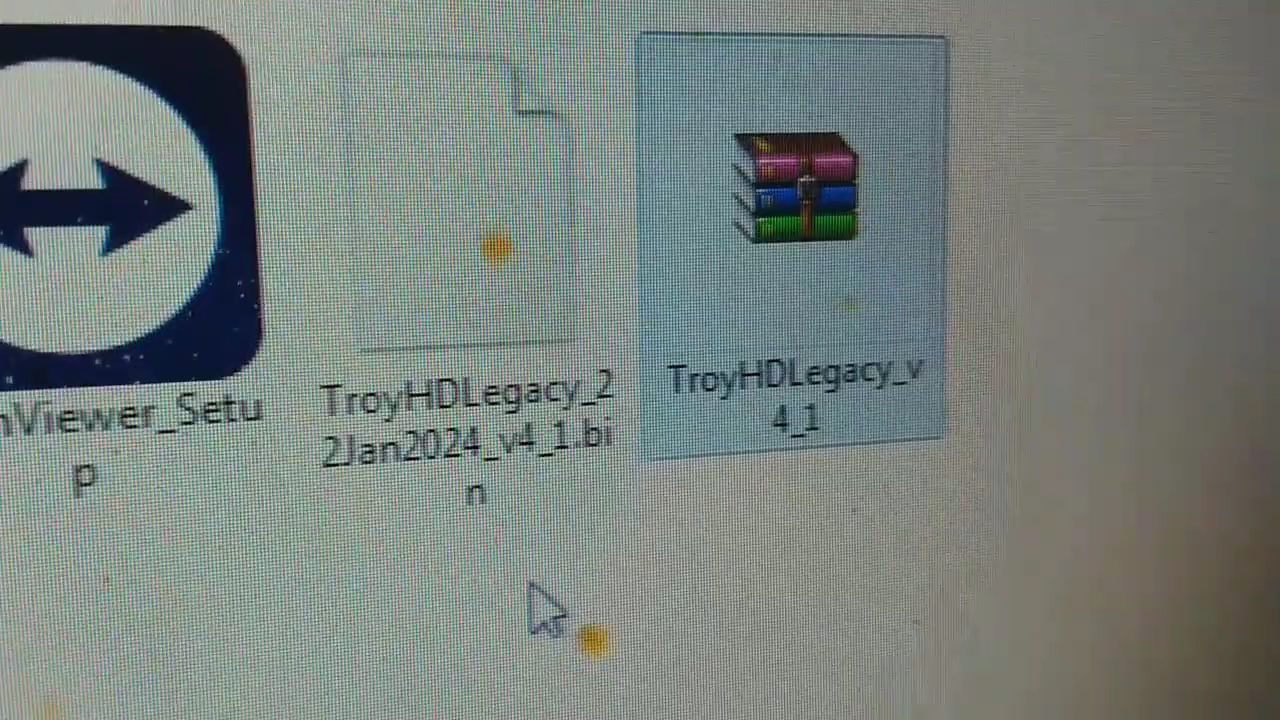 nViewer_Setu
p
TroyHDLegacy_2
2Jan2024_v4_1.bi
n
TroyHDLegacy_v
4_1